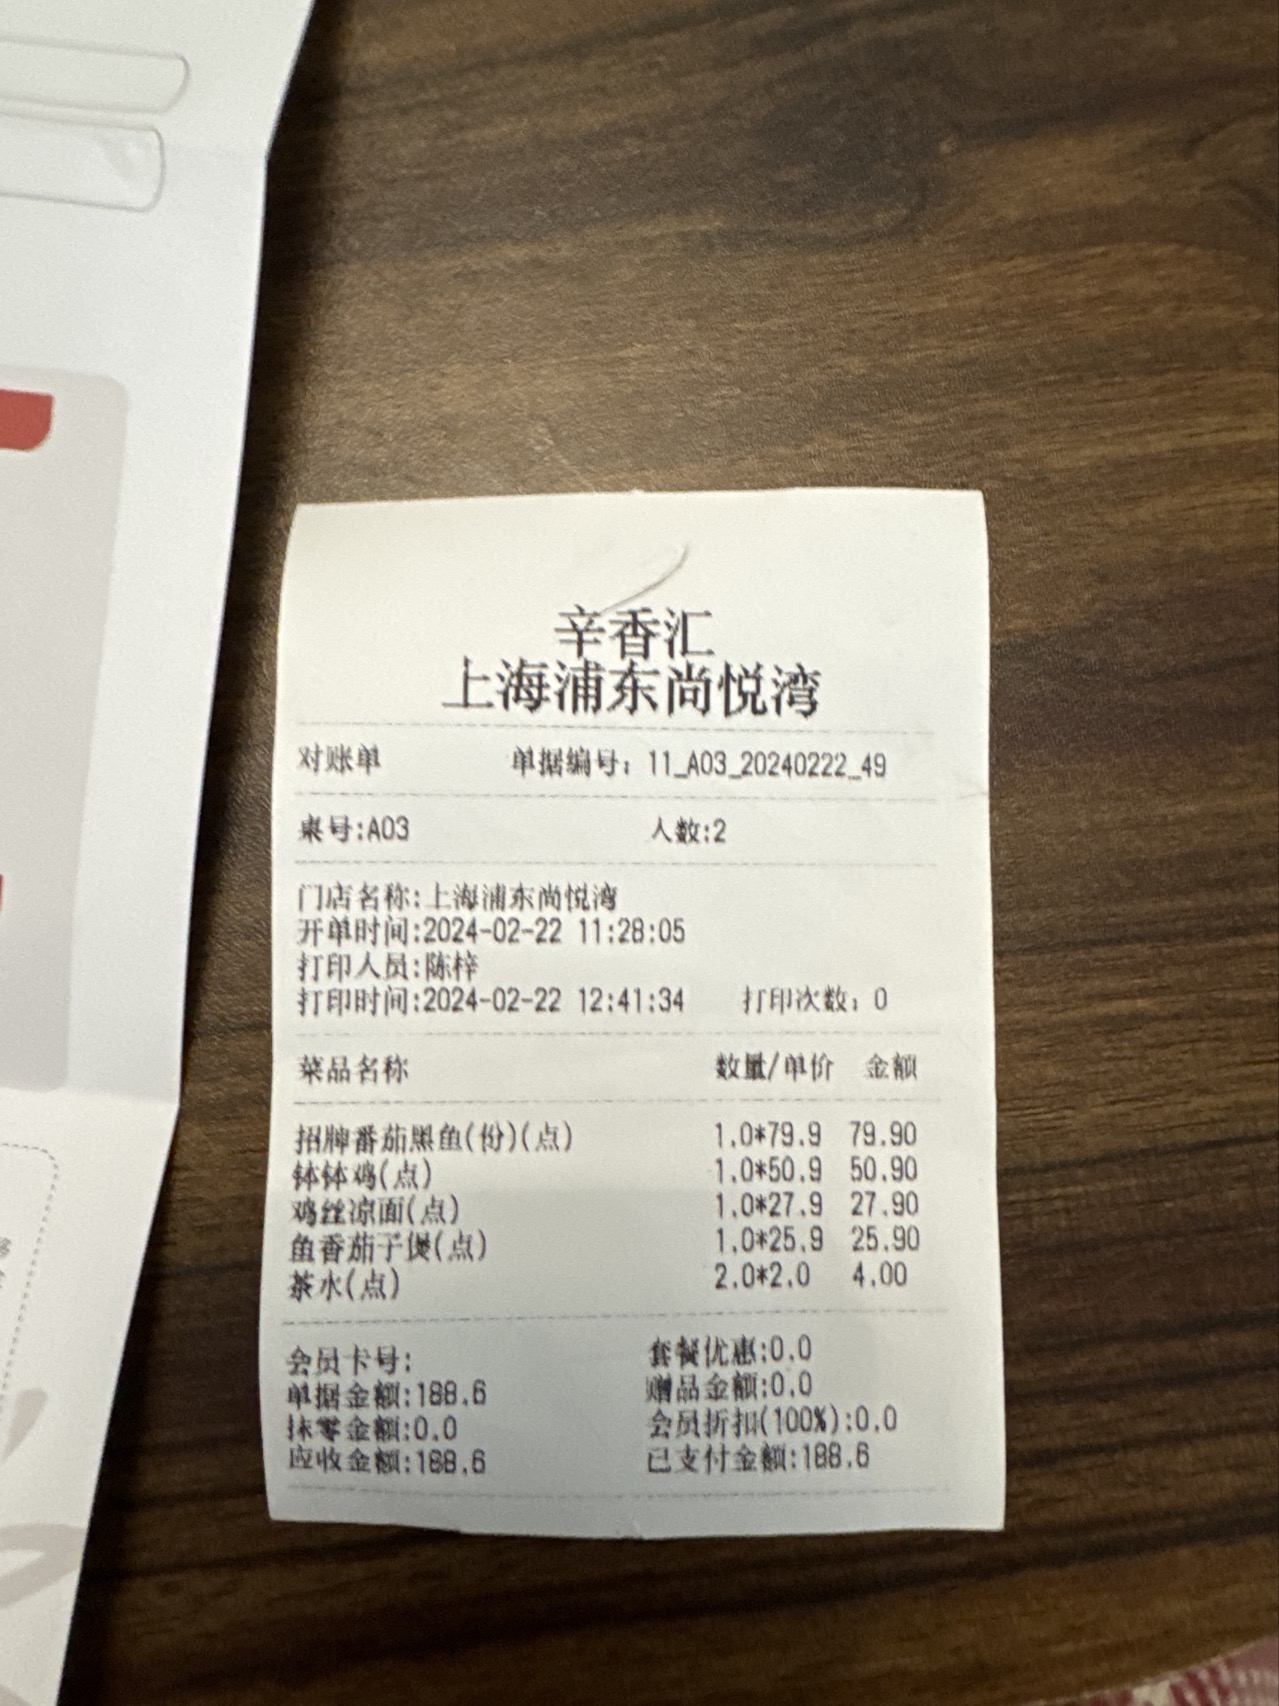 辛香汇
上海浦东尚悦湾
对账单 单据编号：11_A03_20240222_49
桌号:A03 人数:2
门店名称:上海浦东尚悦湾
开单时间:2024-02-22 11:28:05
打印人员:陈梓
打印时间:2024-02-22 12:41:34 打印次数：0
菜品名称 数量/单价 金额
招牌番茄黑鱼(份)(点) 1.0*79.9 79.90
钵钵鸡(点) 1.0*50.9 50.90
鸡丝凉面(点) 1.0*27.9 27.90
鱼香茄子煲(点) 1.0*25.9 25.90
茶水(点) 2.0*2.0 4.00
会员卡号: 套餐优惠:0.0
单据金额:188.6 赠品金额:0.0
抹零金额:0.0 会员折扣(100%):0.0
应收金额:188.6 已支付金额:188.6